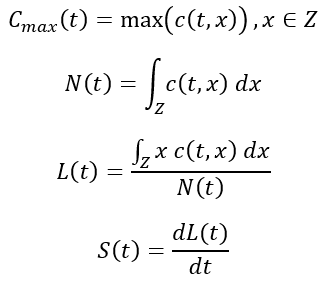 C_max(t) = max(c(t, x)), x ∈ Z
N(t) = ∫_Z c(t, x) dx
L(t) = ∫_Z x c(t, x) dx / N(t)
S(t) = dL(t) / dt